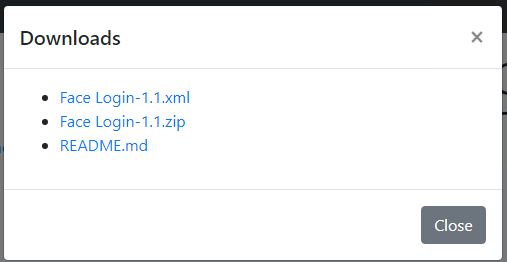 Downloads ×
Face Login-1.1.xml
Face Login-1.1.zip
README.md
Close